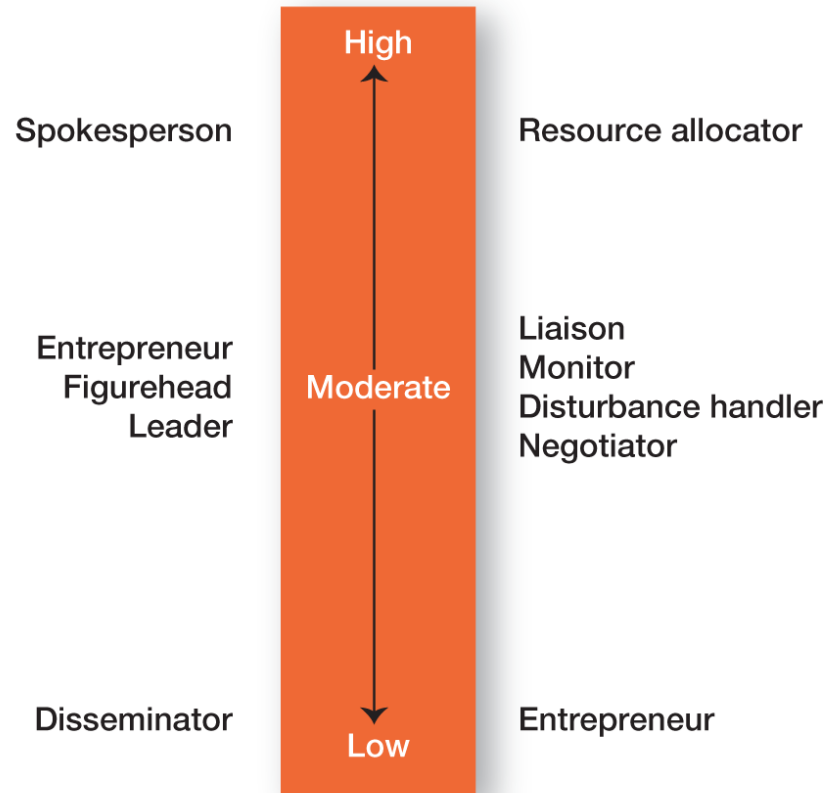 High
Spokesperson
Resource allocator
Entrepreneur
Figurehead
Leader
Moderate
Liaison
Monitor
Disturbance handler
Negotiator
Disseminator
Entrepreneur
Low